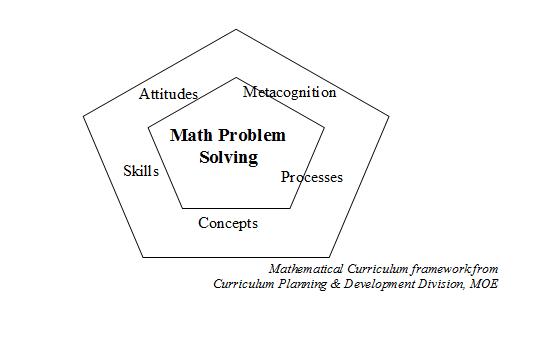 Attitudes
Metacognition
Math Problem
Solving
Skills
Processes
Concepts
Mathematical Curriculum framework from
Curriculum Planning & Development Division, MOE